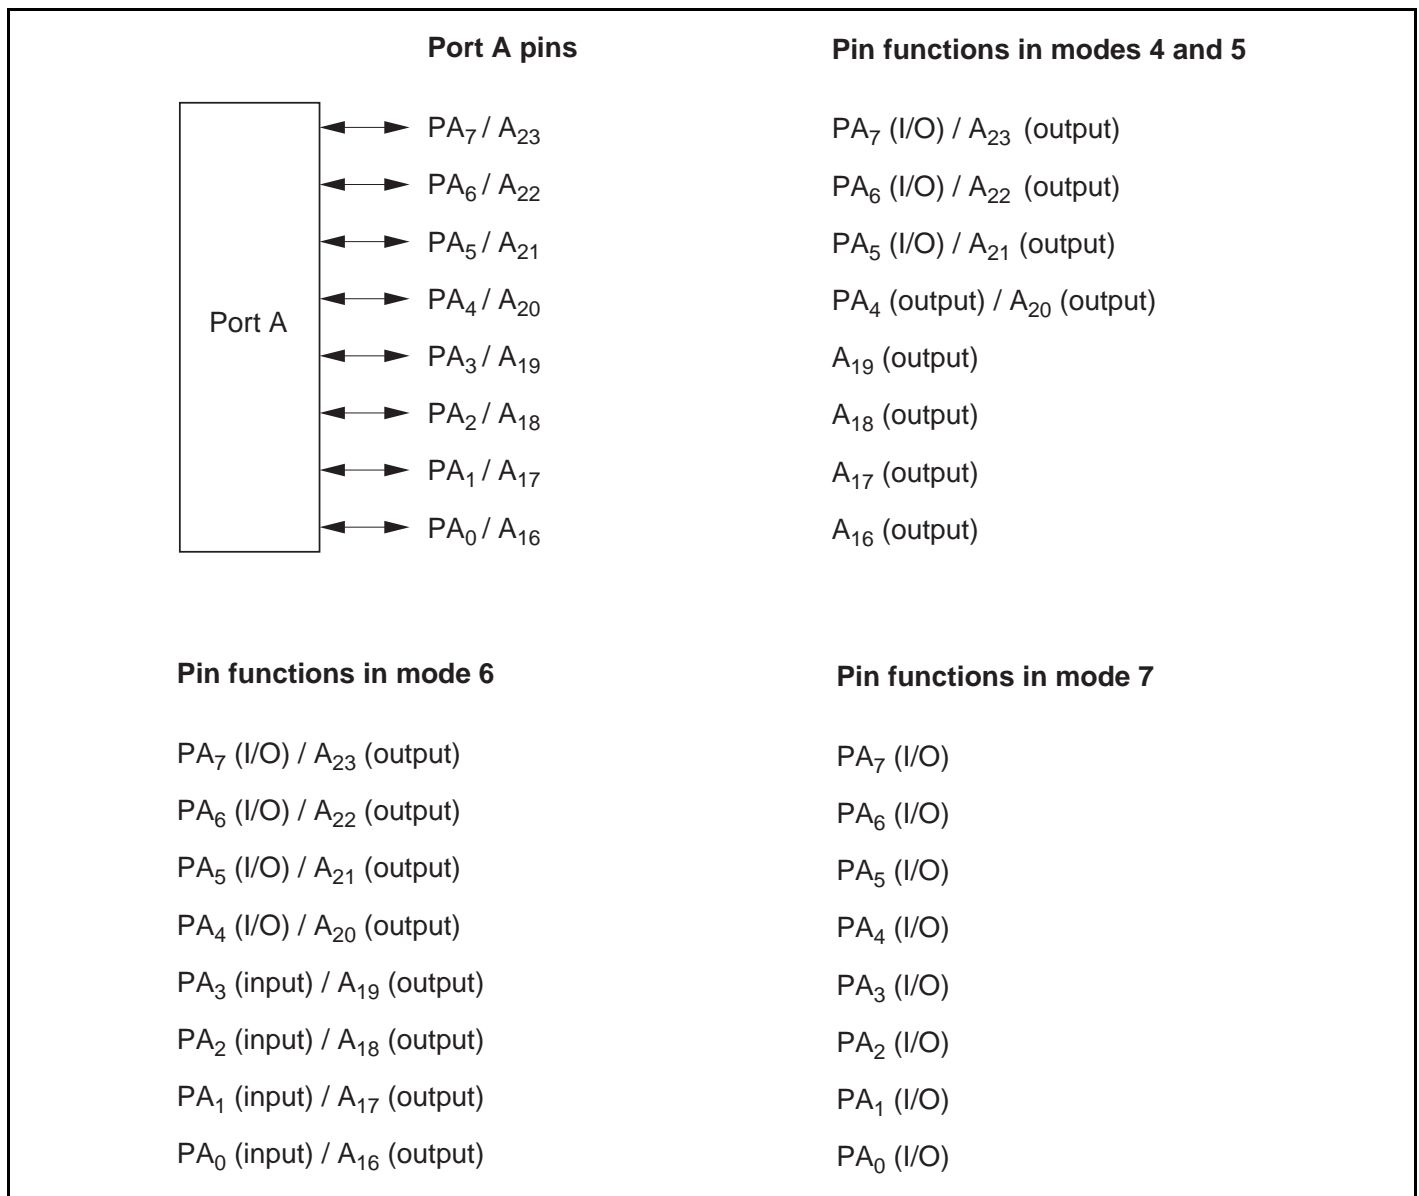 Port A pins
Port A
PA₇ / A₂₃
PA₆ / A₂₂
PA₅ / A₂₁
PA₄ / A₂₀
PA₃ / A₁₉
PA₂ / A₁₈
PA₁ / A₁₇
PA₀ / A₁₆
Pin functions in modes 4 and 5
PA₇ (I/O) / A₂₃ (output)
PA₆ (I/O) / A₂₂ (output)
PA₅ (I/O) / A₂₁ (output)
PA₄ (output) / A₂₀ (output)
A₁₉ (output)
A₁₈ (output)
A₁₇ (output)
A₁₆ (output)
Pin functions in mode 6
PA₇ (I/O) / A₂₃ (output)
PA₆ (I/O) / A₂₂ (output)
PA₅ (I/O) / A₂₁ (output)
PA₄ (I/O) / A₂₀ (output)
PA₃ (input) / A₁₉ (output)
PA₂ (input) / A₁₈ (output)
PA₁ (input) / A₁₇ (output)
PA₀ (input) / A₁₆ (output)
Pin functions in mode 7
PA₇ (I/O)
PA₆ (I/O)
PA₅ (I/O)
PA₄ (I/O)
PA₃ (I/O)
PA₂ (I/O)
PA₁ (I/O)
PA₀ (I/O)